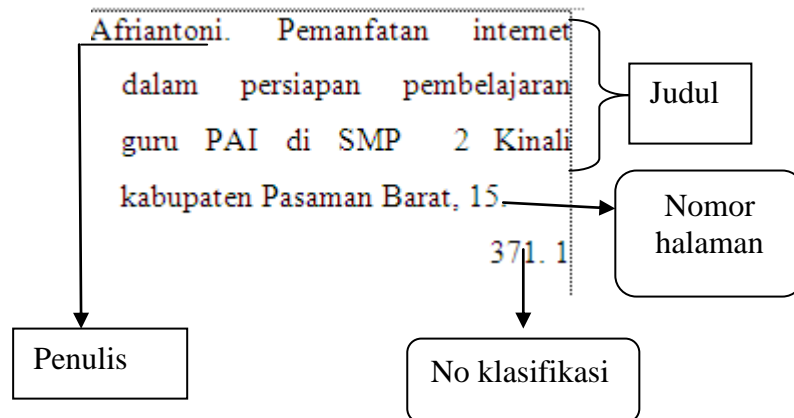 Afriantoni. Pemanfatan internet
dalam persiapan pembelajaran
guru PAI di SMP 2 Kinali
kabupaten Pasaman Barat, 15.
371. 1
Judul
Nomor
halaman
Penulis
No klasifikasi